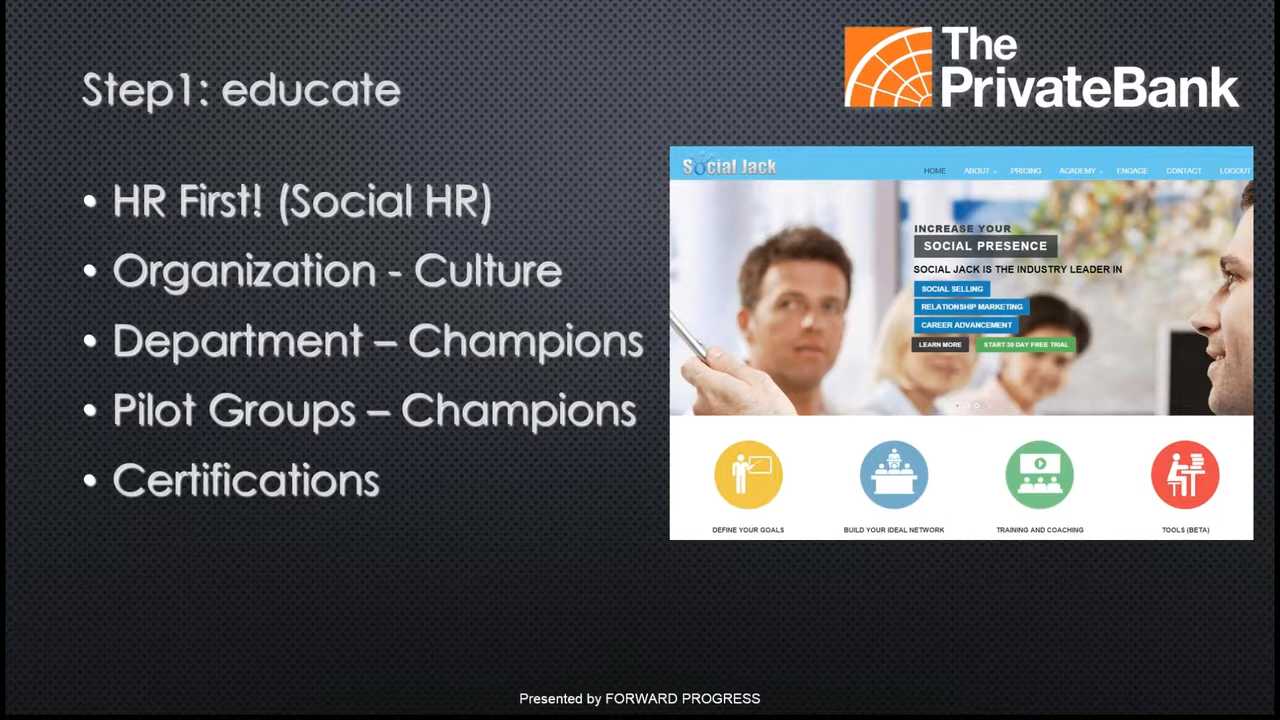 Step1: educate
The
PrivateBank
• HR First! (Social HR)
• Organization - Culture
• Department – Champions
• Pilot Groups – Champions
• Certifications
Social Jack
HOME ABOUT PRICING ACADEMY ENGAGE CONTACT LOGOUT
INCREASE YOUR
SOCIAL PRESENCE
SOCIAL JACK IS THE INDUSTRY LEADER IN
SOCIAL SELLING
RELATIONSHIP MARKETING
CAREER ADVANCEMENT
LEARN MORE START 30 DAY FREE TRIAL
DEFINE YOUR GOALS BUILD YOUR IDEAL NETWORK TRAINING AND COACHING TOOLS (BETA)
Presented by FORWARD PROGRESS